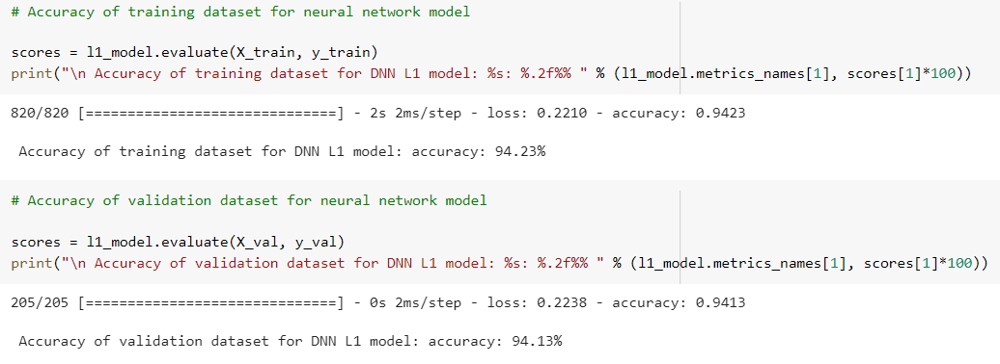 # Accuracy of training dataset for neural network model
scores = l1_model.evaluate(X_train, y_train)
print("\n Accuracy of training dataset for DNN L1 model: %s: %.2f%% " % (l1_model.metrics_names[1], scores[1]*100))
820/820 [==============================] - 2s 2ms/step - loss: 0.2210 - accuracy: 0.9423
Accuracy of training dataset for DNN L1 model: accuracy: 94.23%
# Accuracy of validation dataset for neural network model
scores = l1_model.evaluate(X_val, y_val)
print("\n Accuracy of validation dataset for DNN L1 model: %s: %.2f%% " % (l1_model.metrics_names[1], scores[1]*100))
205/205 [==============================] - 0s 2ms/step - loss: 0.2238 - accuracy: 0.9413
Accuracy of validation dataset for DNN L1 model: accuracy: 94.13%